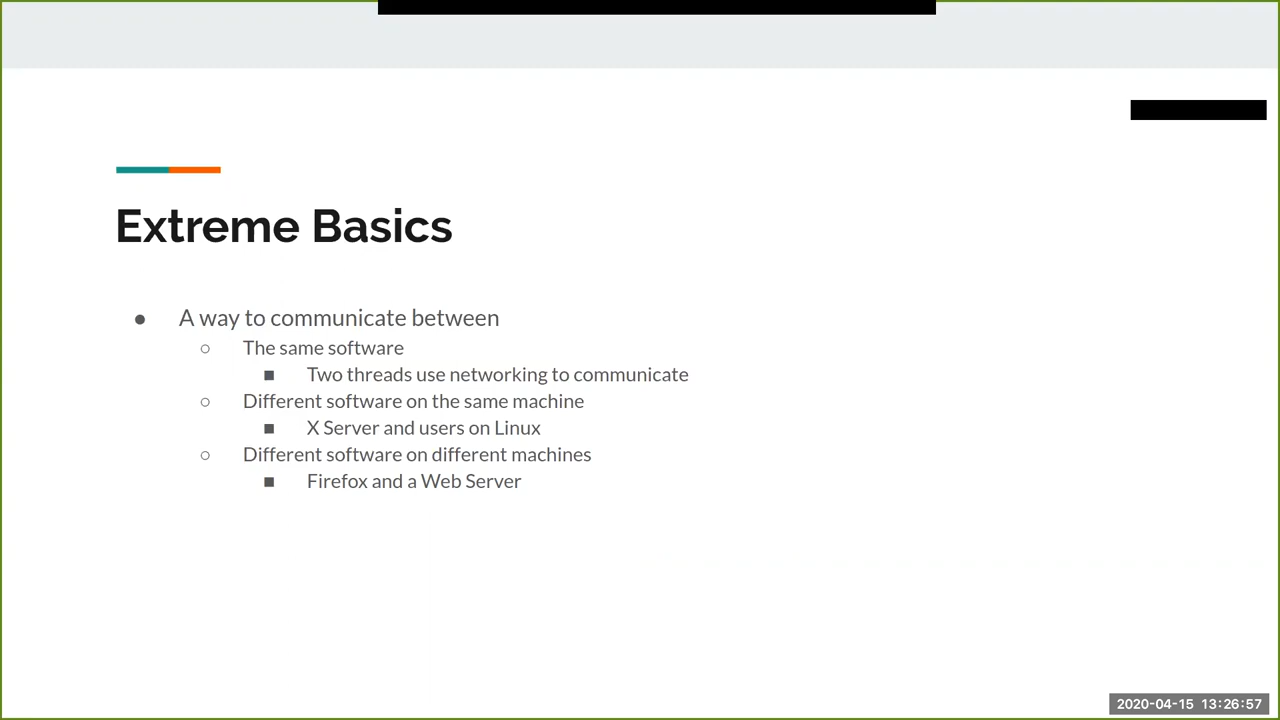 Extreme Basics
● A way to communicate between
○ The same software
■ Two threads use networking to communicate
○ Different software on the same machine
■ X Server and users on Linux
○ Different software on different machines
■ Firefox and a Web Server
2020-04-15 13:26:57